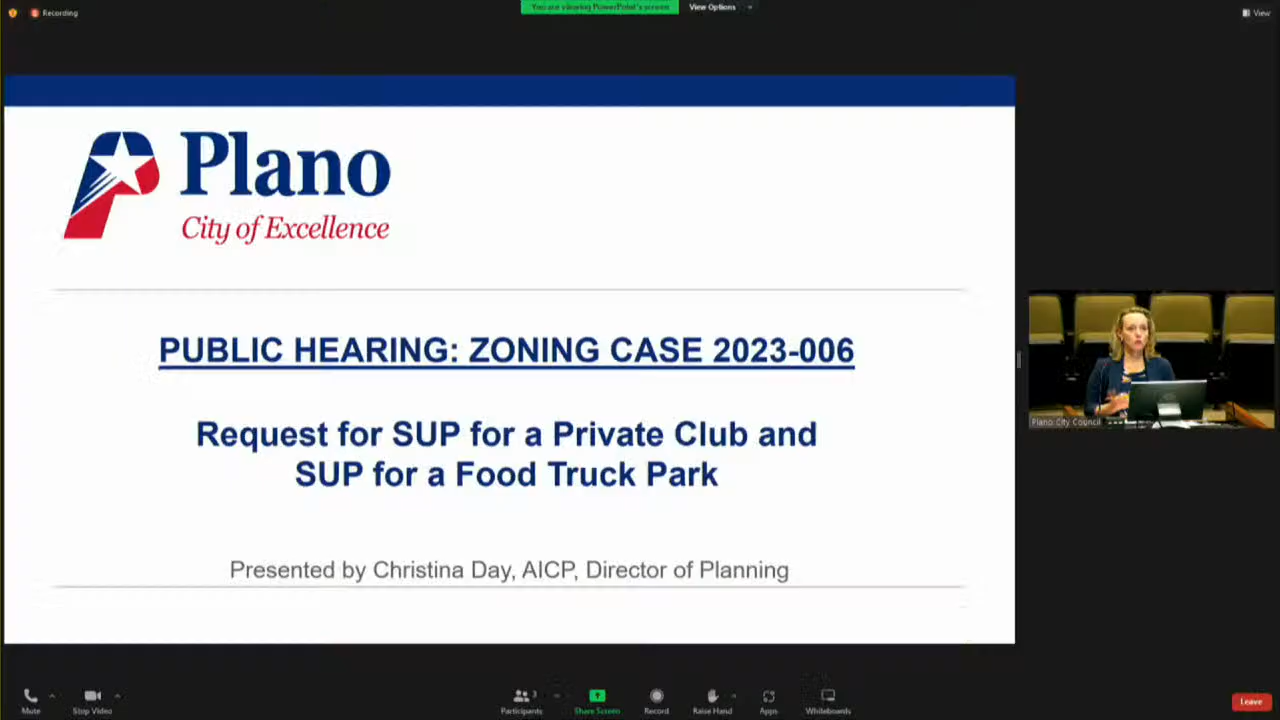 Recording
You are viewing PowerPoint's screen
View Options
View
Plano
City of Excellence
PUBLIC HEARING: ZONING CASE 2023-006
Request for SUP for a Private Club and
SUP for a Food Truck Park
Presented by Christina Day, AICP, Director of Planning
Plano City Council
Mute
Stop Video
Participants
3
Share Screen
Record
Raise Hand
Apps
Whiteboards
Leave